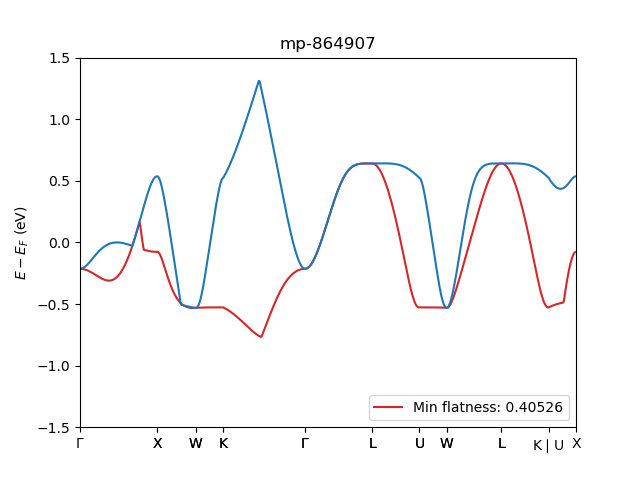 mp-864907
E − E_F (eV)
1.5
1.0
0.5
0.0
−0.5
−1.0
−1.5
Min flatness: 0.40526
Γ X W K Γ L U W L K | U X